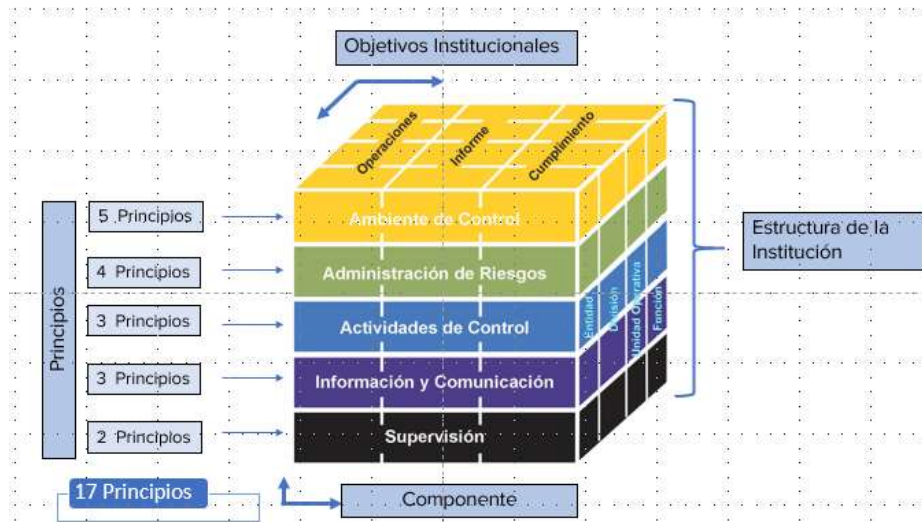 Objetivos Institucionales
Operaciones
Informe
Cumplimiento
Principios
5 Principios
Ambiente de Control
4 Principios
Administración de Riesgos
3 Principios
Actividades de Control
3 Principios
Información y Comunicación
2 Principios
Supervisión
Entidad
División
Unidad Operativa
Función
Estructura de la
Institución
17 Principios
Componente